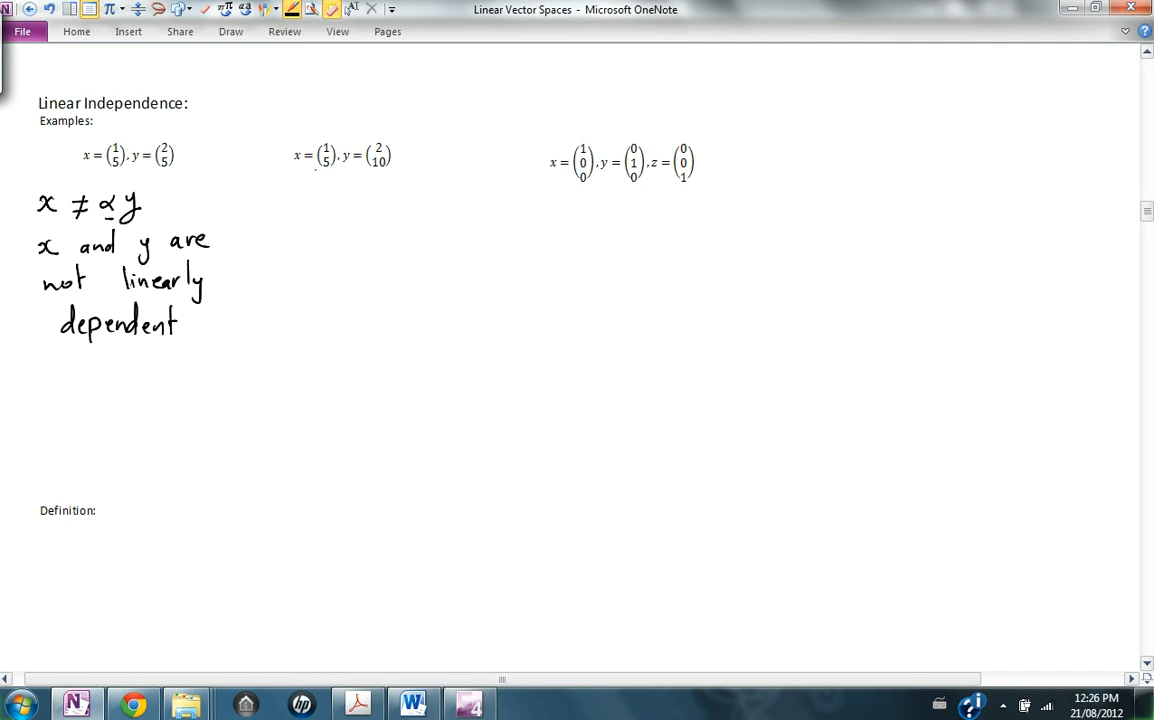 Linear Vector Spaces - Microsoft OneNote
File Home Insert Share Draw Review View Pages
Linear Independence:
Examples:
x = (1 5), y = (2 5)
x = (1 5), y = (2 10)
x = (1 0 0), y = (0 1 0), z = (0 0 1)
x ≠ α y
x and y are
not linearly
dependent
Definition:
12:26 PM
21/08/2012